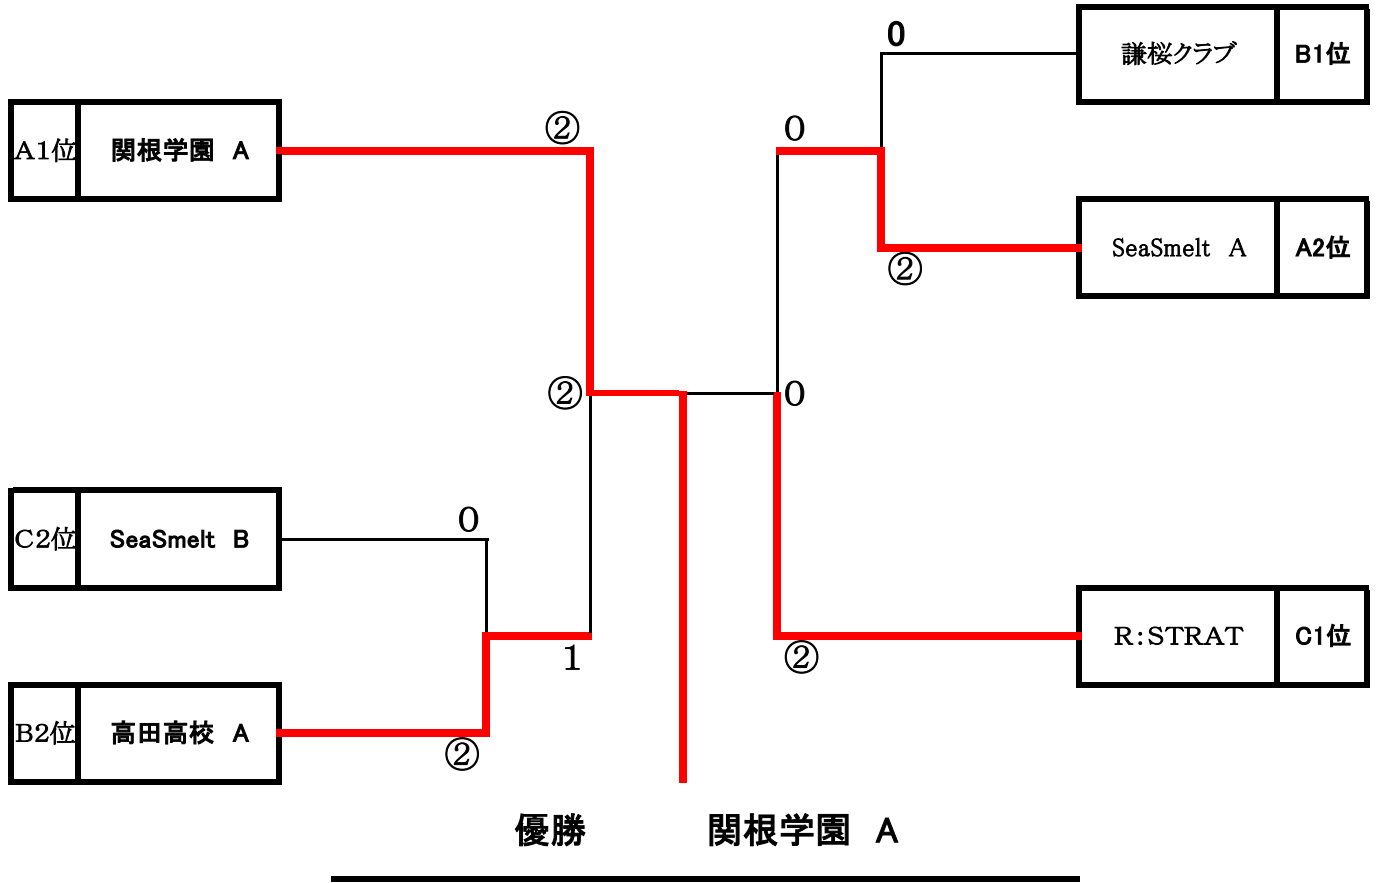 0
謙桜クラブ B1位
② 0
A1位 関根学園 A
SeaSmelt A A2位
②
② 0
0
C2位 SeaSmelt B
R:STRAT C1位
1 ②
B2位 高田高校 A
②
優勝 関根学園 A